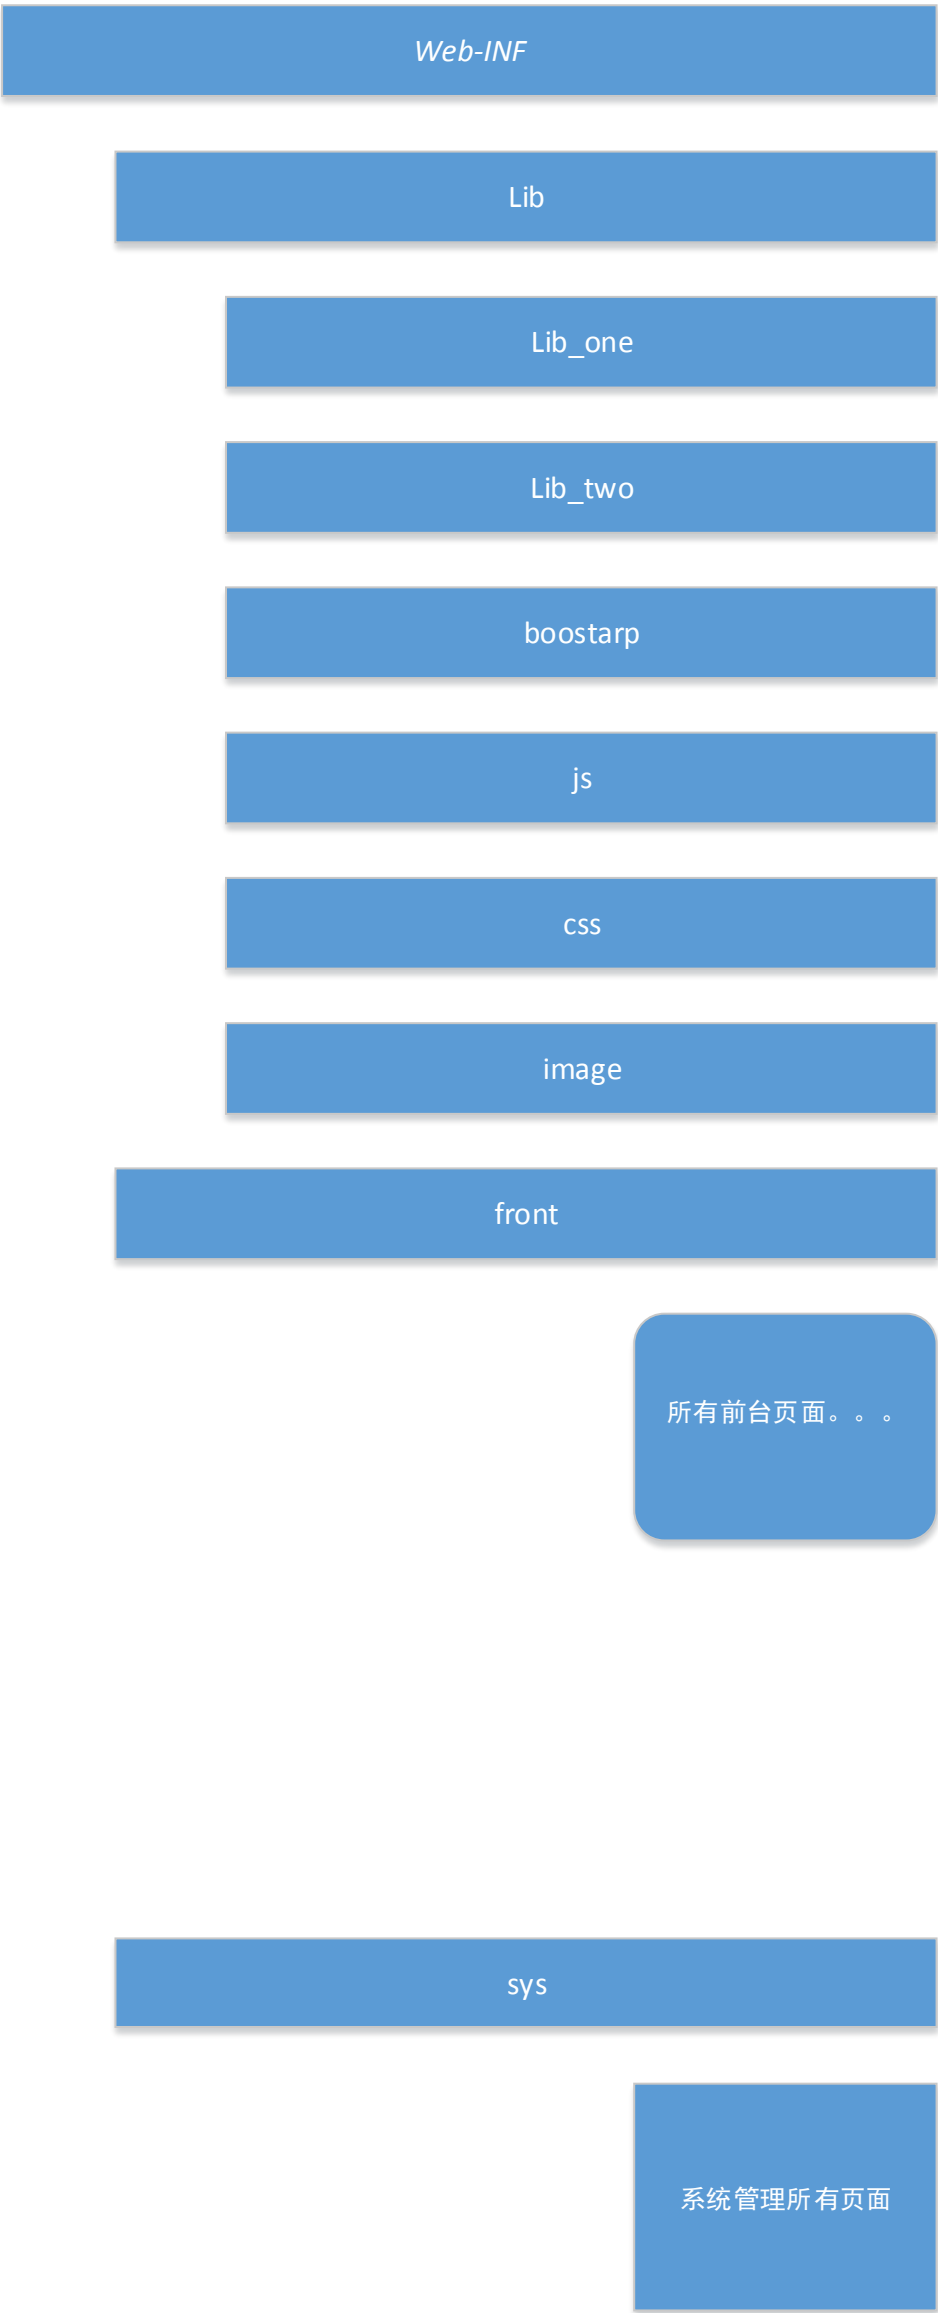 Web-INF
Lib
Lib_one
Lib_two
boostarp
js
css
image
front
所有前台页面。。。
sys
系统管理所有页面